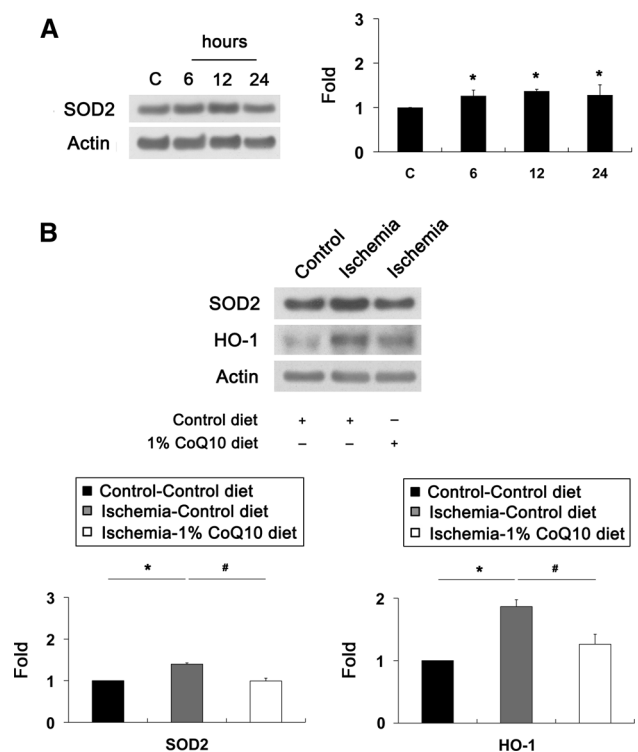 A
hours
C 6 12 24
SOD2
Actin
Fold
3
2
1
0
* * *
C 6 12 24
B
Control Ischemia Ischemia
SOD2
HO-1
Actin
Control diet + + –
1% CoQ10 diet – – +
Control-Control diet
Ischemia-Control diet
Ischemia-1% CoQ10 diet
* #
Fold
3
2
1
0
SOD2
Control-Control diet
Ischemia-Control diet
Ischemia-1% CoQ10 diet
* #
Fold
2
1
0
HO-1